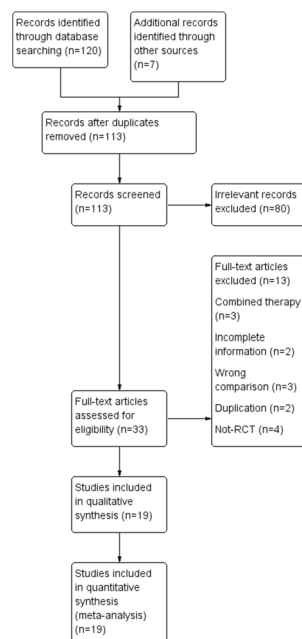 Records identified
through database
searching (n=120)
Additional records
identified through
other sources
(n=7)
Records after duplicates
removed (n=113)
Records screened
(n=113)
Irrelevant records
excluded (n=80)
Full-text articles
excluded (n=13)
Combined therapy
(n=3)
Incomplete
information (n=2)
Wrong
comparison (n=3)
Duplication (n=2)
Not-RCT (n=4)
Full-text articles
assessed for
eligibility (n=33)
Studies included
in qualitative
synthesis (n=19)
Studies included
in quantitative
synthesis
(meta-analysis)
(n=19)